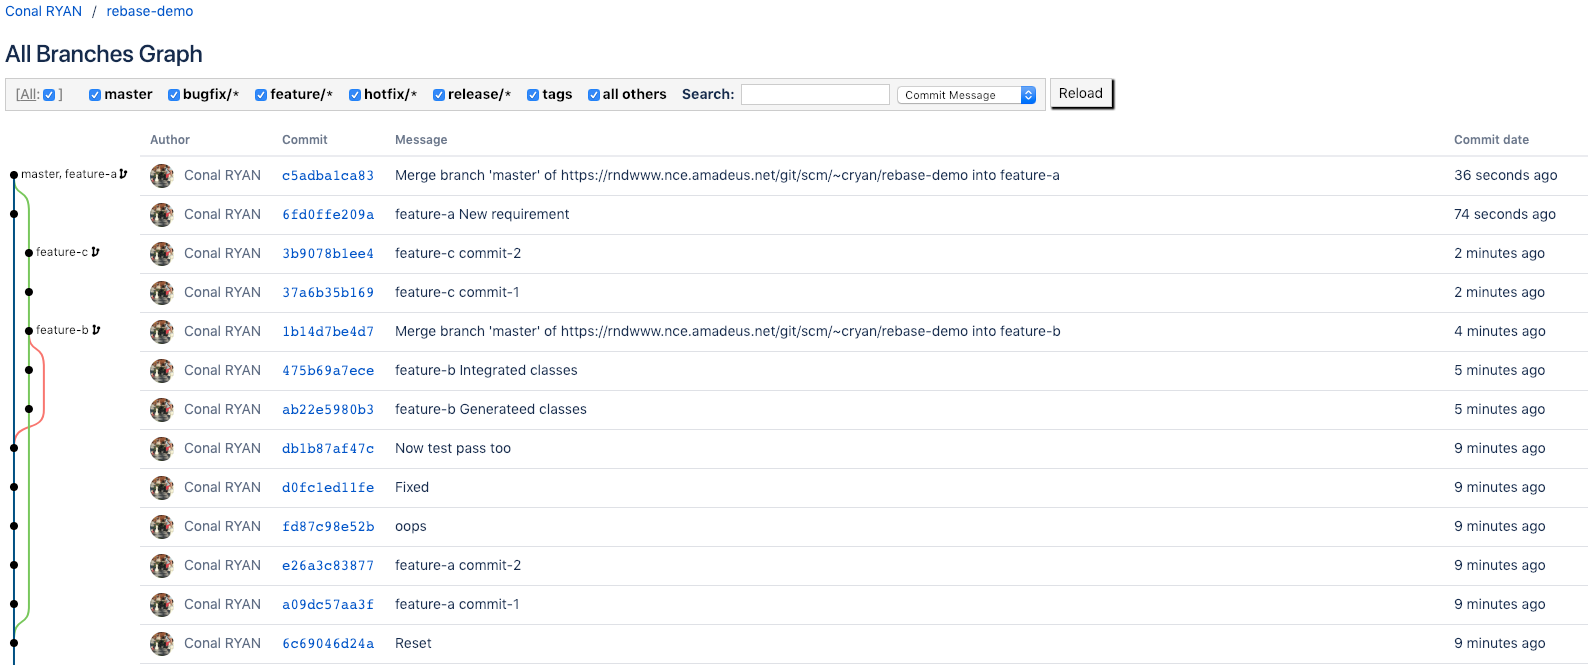 Conal RYAN / rebase-demo
All Branches Graph
[All: ] master bugfix/* feature/* hotfix/* release/* tags all others Search: Commit Message Reload
Author Commit Message Commit date
master, feature-a Conal RYAN c5adba1ca83 Merge branch 'master' of https://rndwww.nce.amadeus.net/git/scm/~cryan/rebase-demo into feature-a 36 seconds ago
Conal RYAN 6fd0ffe209a feature-a New requirement 74 seconds ago
feature-c Conal RYAN 3b9078b1ee4 feature-c commit-2 2 minutes ago
Conal RYAN 37a6b35b169 feature-c commit-1 2 minutes ago
feature-b Conal RYAN 1b14d7be4d7 Merge branch 'master' of https://rndwww.nce.amadeus.net/git/scm/~cryan/rebase-demo into feature-b 4 minutes ago
Conal RYAN 475b69a7ece feature-b Integrated classes 5 minutes ago
Conal RYAN ab22e5980b3 feature-b Generateed classes 5 minutes ago
Conal RYAN db1b87af47c Now test pass too 9 minutes ago
Conal RYAN d0fc1ed11fe Fixed 9 minutes ago
Conal RYAN fd87c98e52b oops 9 minutes ago
Conal RYAN e26a3c83877 feature-a commit-2 9 minutes ago
Conal RYAN a09dc57aa3f feature-a commit-1 9 minutes ago
Conal RYAN 6c69046d24a Reset 9 minutes ago